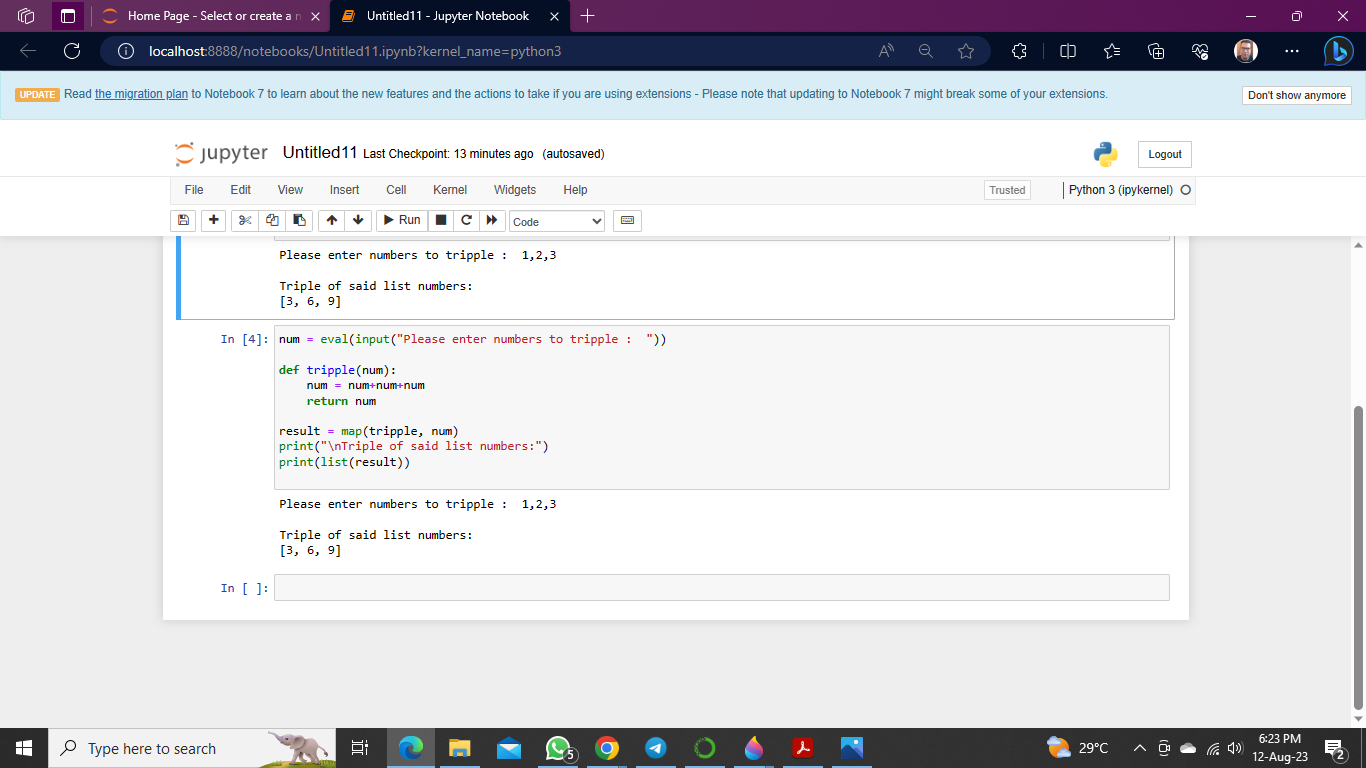 Home Page - Select or create a n
Untitled11 - Jupyter Notebook
localhost:8888/notebooks/Untitled11.ipynb?kernel_name=python3
UPDATE Read the migration plan to Notebook 7 to learn about the new features and the actions to take if you are using extensions - Please note that updating to Notebook 7 might break some of your extensions.
Don't show anymore
jupyter Untitled11 Last Checkpoint: 13 minutes ago (autosaved)
Logout
File Edit View Insert Cell Kernel Widgets Help
Trusted
Python 3 (ipykernel)
Run
Code
Please enter numbers to tripple :  1,2,3
Triple of said list numbers:
[3, 6, 9]
In [4]: num = eval(input("Please enter numbers to tripple :  "))
def tripple(num):
    num = num+num+num
    return num
result = map(tripple, num)
print("\nTriple of said list numbers:")
print(list(result))
Please enter numbers to tripple :  1,2,3
Triple of said list numbers:
[3, 6, 9]
In [ ]:
Type here to search
5
29°C
6:23 PM
12-Aug-23
2